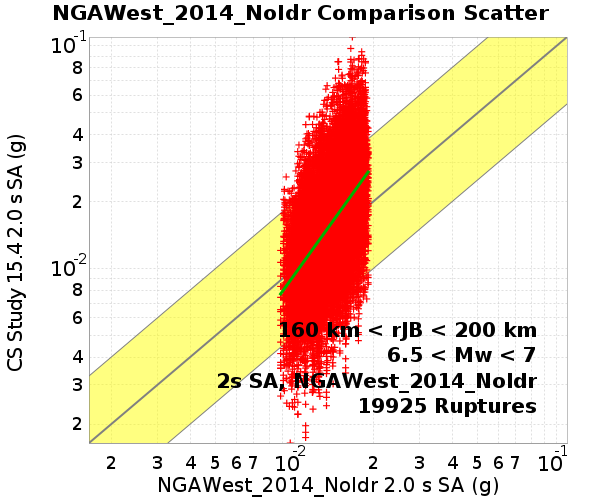 NGAWest_2014_NoIdr Comparison Scatter
CS Study 15.4 2.0 s SA (g)
10-1
8
6
4
3
2
10-2
8
6
4
3
2
160 km < rJB < 200 km
6.5 < Mw < 7
2s SA, NGAWest_2014_NoIdr
19925 Ruptures
2 3 4 5 6 7 10-2 2 3 4 5 6 7 10-1
NGAWest_2014_NoIdr 2.0 s SA (g)